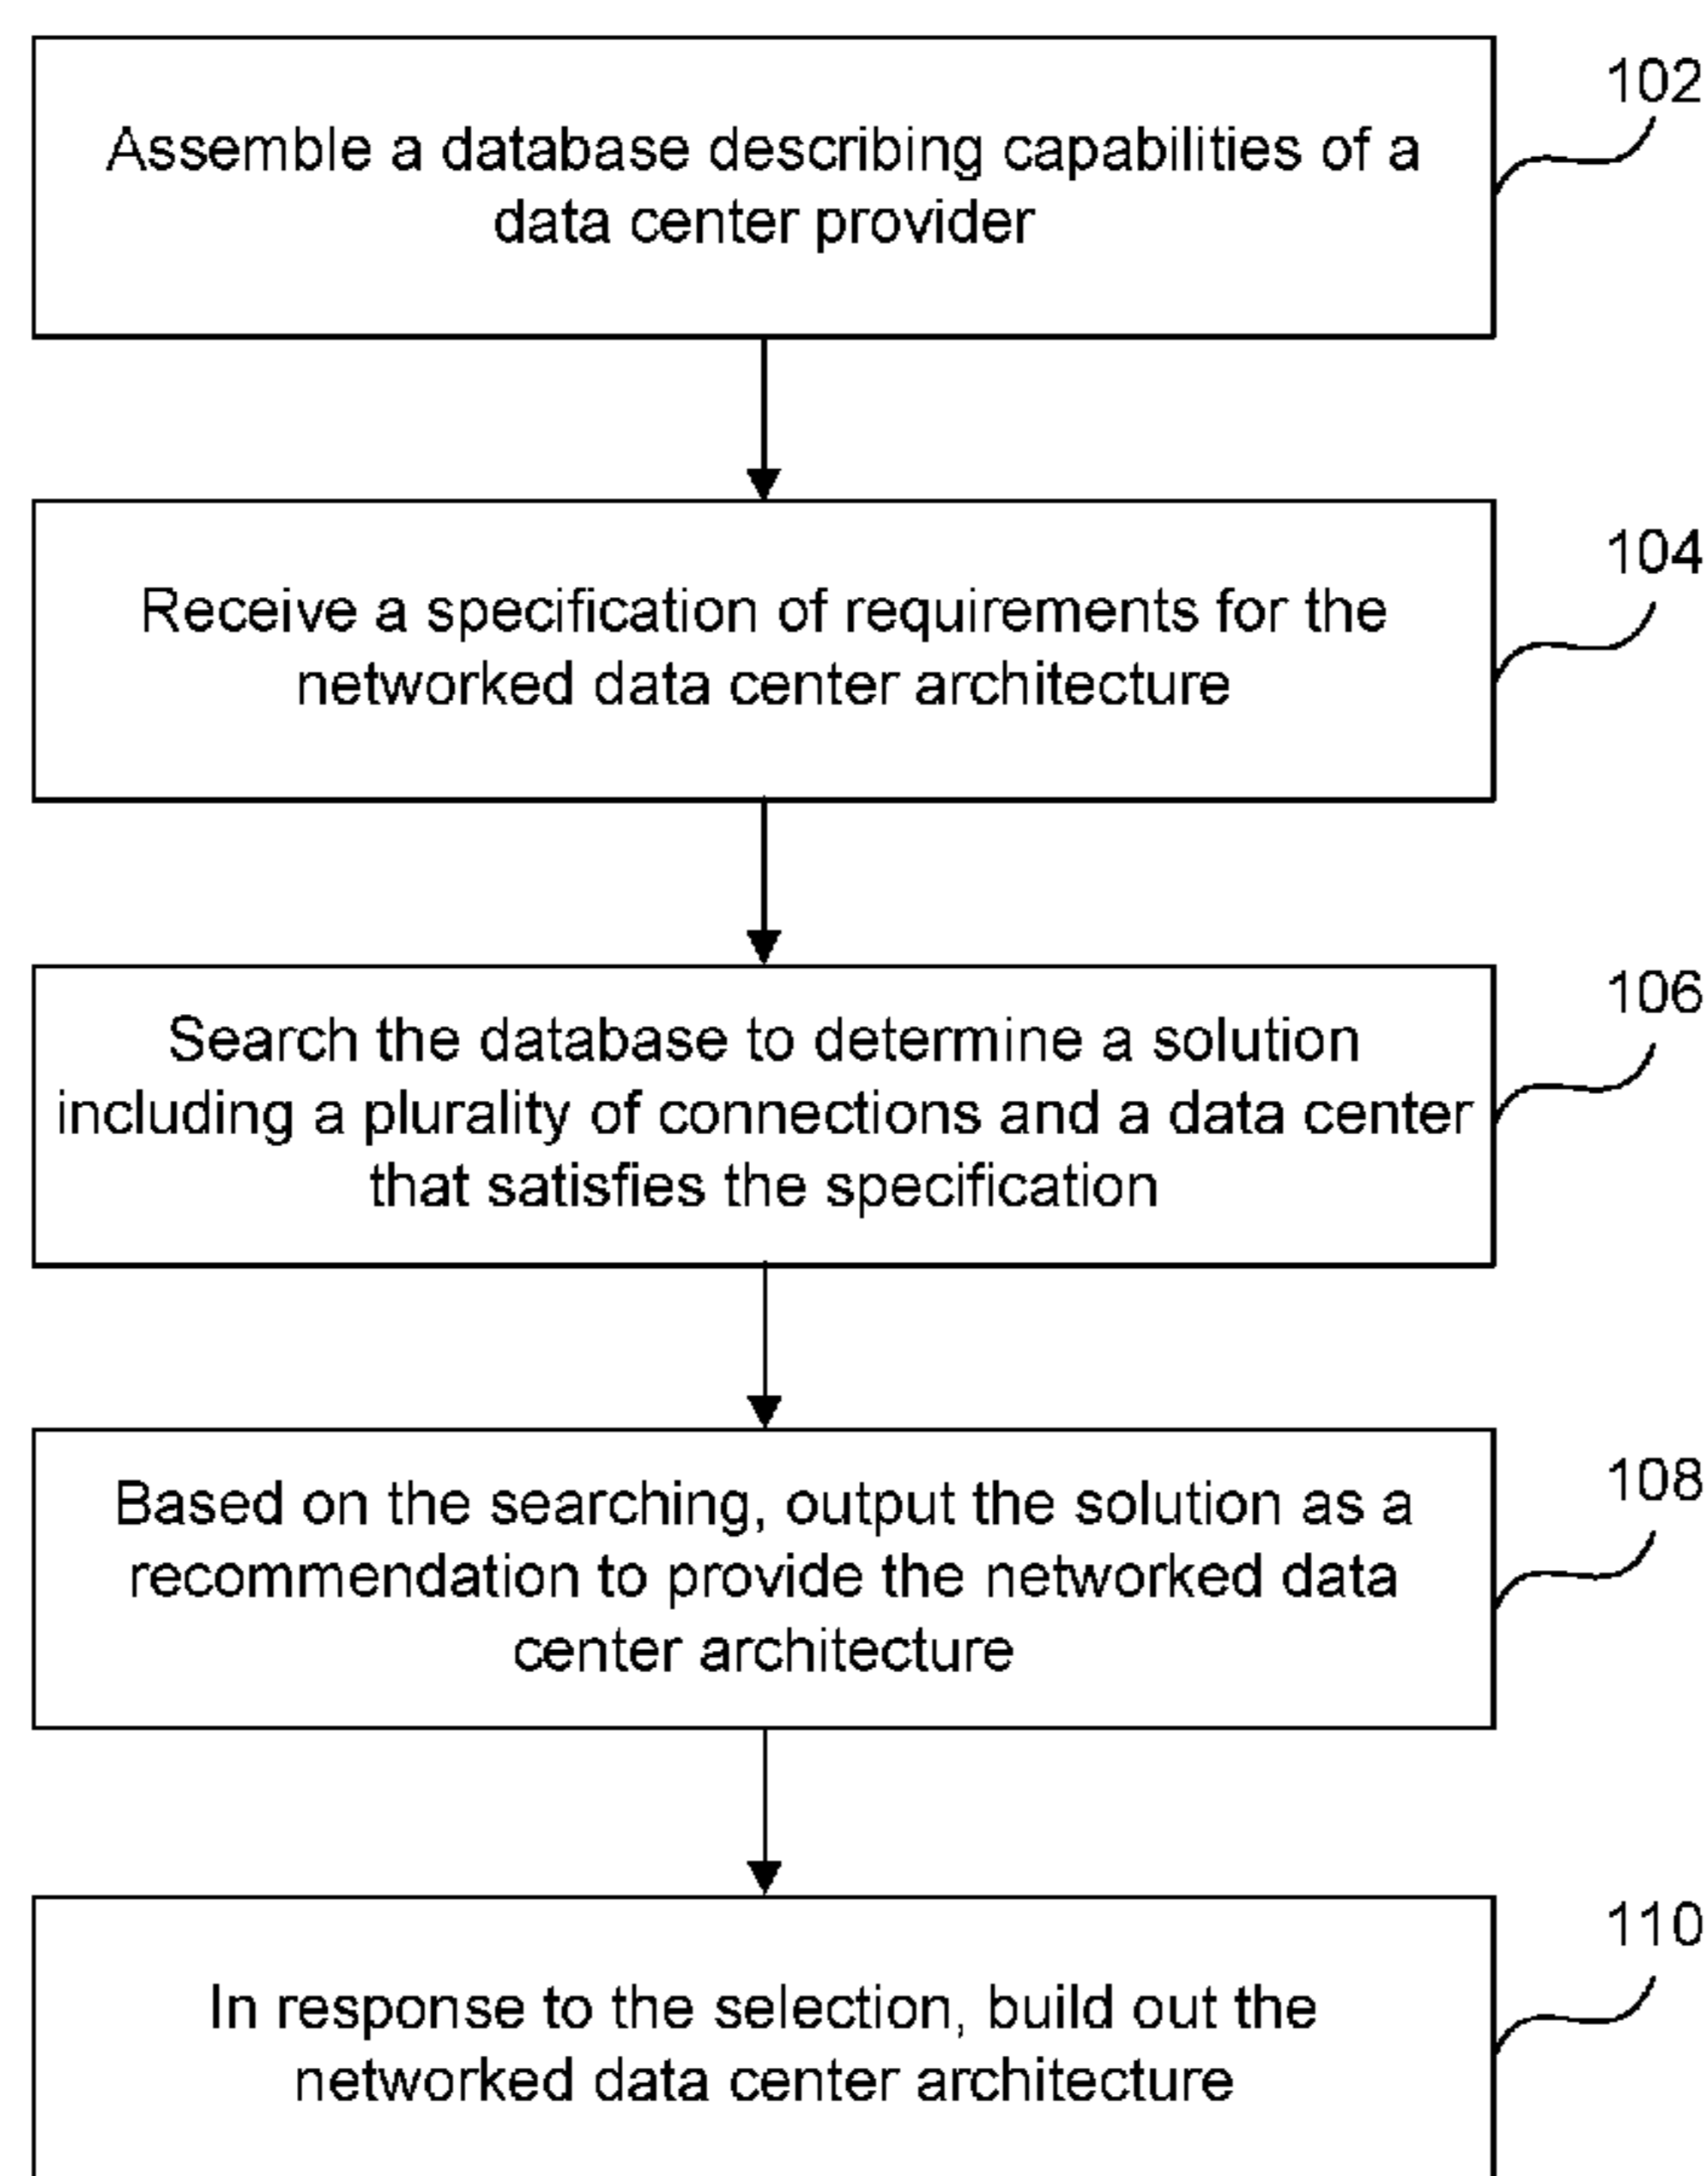 102
Assemble a database describing capabilities of a
data center provider
104
Receive a specification of requirements for the
networked data center architecture
106
Search the database to determine a solution
including a plurality of connections and a data center
that satisfies the specification
108
Based on the searching, output the solution as a
recommendation to provide the networked data
center architecture
110
In response to the selection, build out the
networked data center architecture